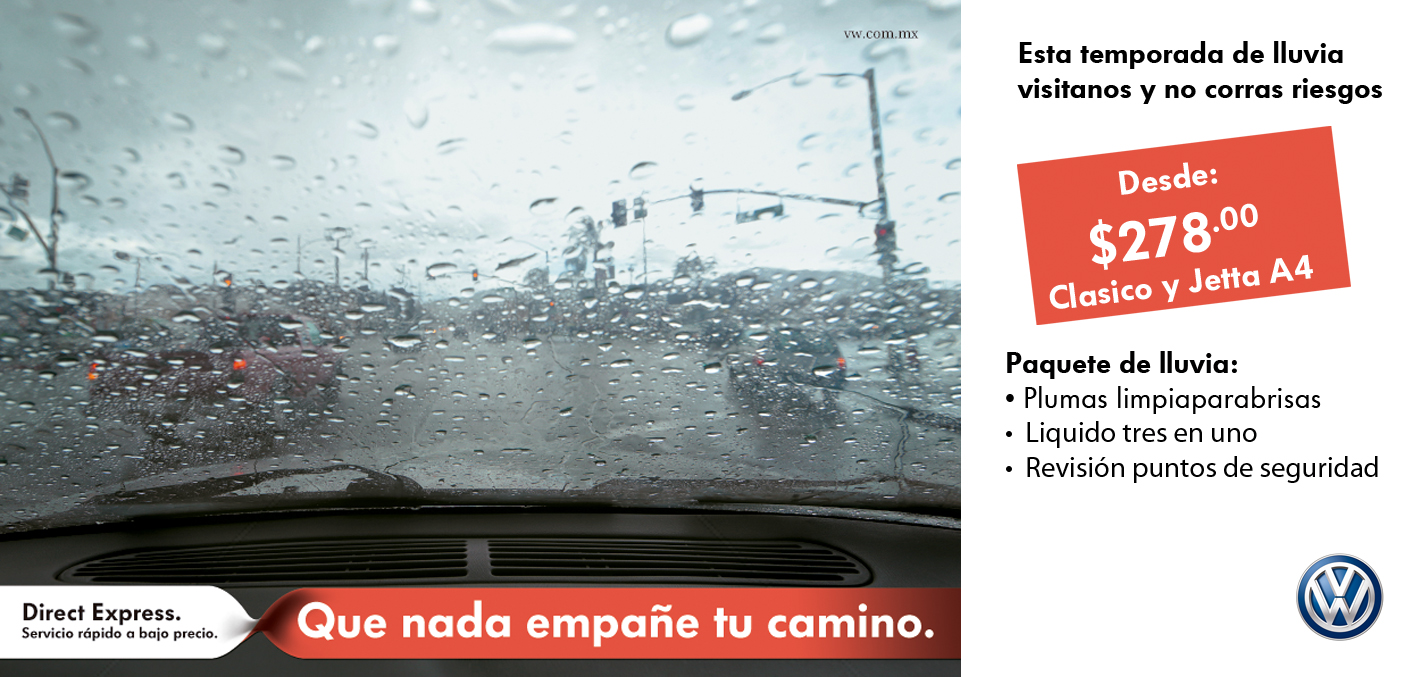 vw.com.mx
Esta temporada de lluvia
visitanos y no corras riesgos
Desde:
$278.00
Clasico y Jetta A4
Paquete de lluvia:
• Plumas limpiaparabrisas
• Liquido tres en uno
• Revisión puntos de seguridad
Direct Express.
Servicio rápido a bajo precio.
Que nada empañe tu camino.